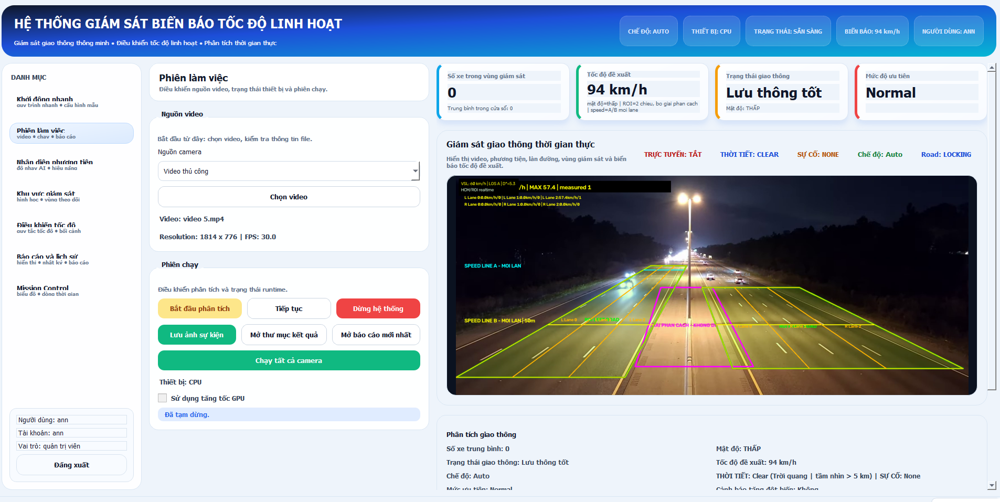 HỆ THỐNG GIÁM SÁT BIỂN BÁO TỐC ĐỘ LINH HOẠT
Giám sát giao thông thông minh • Điều khiển tốc độ linh hoạt • Phân tích thời gian thực
CHẾ ĐỘ: AUTO
THIẾT BỊ: CPU
TRẠNG THÁI: SẴN SÀNG
BIỂN BÁO: 94 km/h
NGƯỜI DÙNG: ANN
DANH MỤC
Khởi động nhanh
quy trình nhanh • cấu hình mẫu
Phiên làm việc
video • chạy • báo cáo
Nhận diện phương tiện
độ nhạy AI • hiệu năng
Khu vực giám sát
hình học • vùng theo dõi
Điều khiển tốc độ
quy tắc tốc độ • bối cảnh
Báo cáo và lịch sử
hiển thị • nhật ký • báo cáo
Mission Control
biểu đồ • dòng thời gian
Người dùng: ann
Tài khoản: ann
Vai trò: quản trị viên
Đăng xuất
Phiên làm việc
Điều khiển nguồn video, trạng thái thiết bị và phiên chạy.
Nguồn video
Bắt đầu từ đây: chọn video, kiểm tra thông tin file.
Nguồn camera
Video thủ công
Chọn video
Video: video 5.mp4
Resolution: 1814 x 776 | FPS: 30.0
Phiên chạy
Điều khiển phân tích và trạng thái runtime.
Bắt đầu phân tích
Tiếp tục
Dừng hệ thống
Lưu ảnh sự kiện
Mở thư mục kết quả
Mở báo cáo mới nhất
Chạy tất cả camera
Thiết bị: CPU
Sử dụng tăng tốc GPU
Đã tạm dừng.
Số xe trong vùng giám sát
0
Trung bình trong cửa sổ: 0
Tốc độ đề xuất
94 km/h
mật độ=thấp | ROI=2 chieu, bo giai phan cach
| speed=A/B moi lane
Trạng thái giao thông
Lưu thông tốt
Mật độ: THẤP
Mức độ ưu tiên
Normal
Giám sát giao thông thời gian thực
Hiển thị video, phương tiện, làn đường, vùng giám sát và biển
báo tốc độ đề xuất.
TRỰC TUYẾN: TẮT
THỜI TIẾT: CLEAR
SỰ CỐ: NONE
Chế độ: Auto
Road: LOCKING
VSL: 60 km/h | LOS A | D*=5.3
HCM/ROI realtime
/h | MAX 57.4 | measured 1
L Lane 0:0.0km/h/0 | L Lane 1:0.0km/h/0 | L Lane 2:57.4km/h/1
R Lane 0:0.0km/h/0 | R Lane 1:0.0km/h/0 | R Lane 2:0.0km/h/0
SPEED LINE A - MOI LAN
SPEED LINE B - MOI LAN | 50m
L Lane 0
L Lane 1
IAI PHAN CACH - KHONG D
R Lane 0
R Lane 1
R Lane 2
Phân tích giao thông
Số xe trung bình: 0
Mật độ: THẤP
Trạng thái giao thông: Lưu thông tốt
Tốc độ đề xuất: 94 km/h
Chế độ: Auto
THỜI TIẾT: Clear (Trời quang | tầm nhìn > 5 km) | SỰ CỐ: None
Mức ưu tiên: Normal
Cảnh báo tăng đột biến: Không